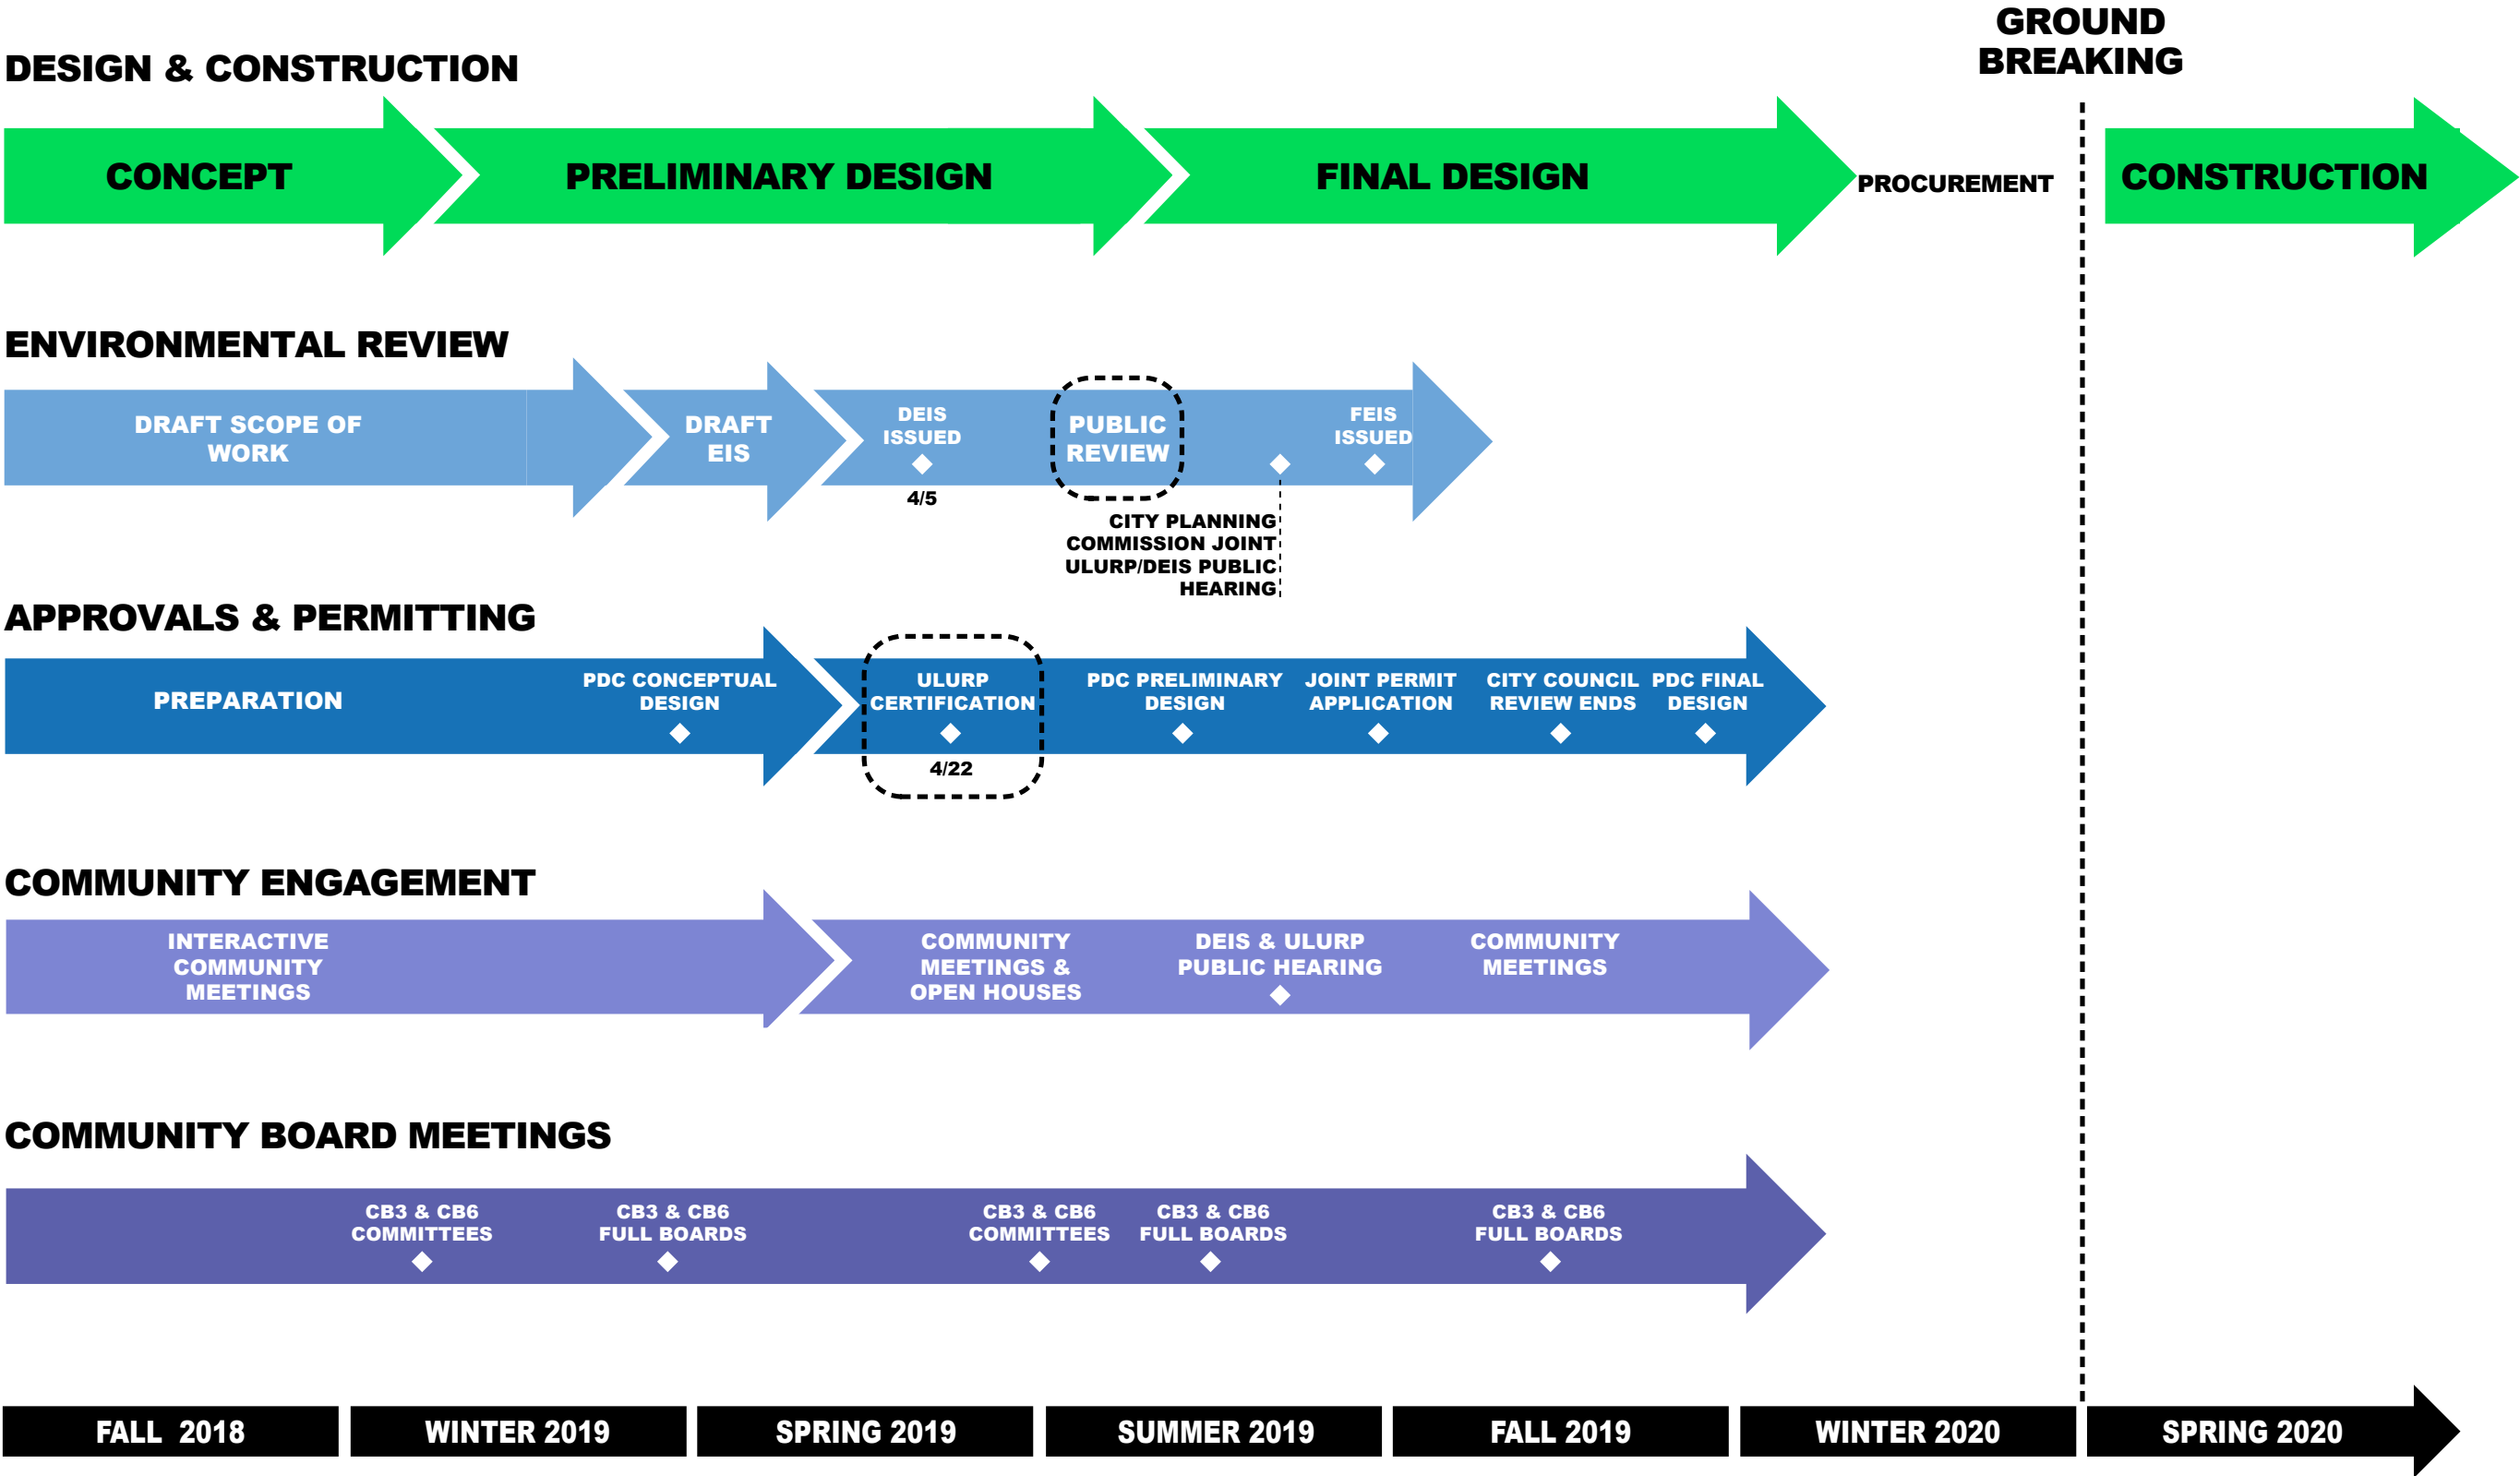 GROUND
BREAKING
DESIGN & CONSTRUCTION
CONCEPT
PRELIMINARY DESIGN
FINAL DESIGN
PROCUREMENT
CONSTRUCTION
ENVIRONMENTAL REVIEW
DRAFT SCOPE OF
WORK
DRAFT
EIS
DEIS
ISSUED
4/5
PUBLIC
REVIEW
CITY PLANNING
COMMISSION JOINT
ULURP/DEIS PUBLIC
HEARING
FEIS
ISSUED
APPROVALS & PERMITTING
PREPARATION
PDC CONCEPTUAL
DESIGN
ULURP
CERTIFICATION
4/22
PDC PRELIMINARY
DESIGN
JOINT PERMIT
APPLICATION
CITY COUNCIL
REVIEW ENDS
PDC FINAL
DESIGN
COMMUNITY ENGAGEMENT
INTERACTIVE
COMMUNITY
MEETINGS
COMMUNITY
MEETINGS &
OPEN HOUSES
DEIS & ULURP
PUBLIC HEARING
COMMUNITY
MEETINGS
COMMUNITY BOARD MEETINGS
CB3 & CB6
COMMITTEES
CB3 & CB6
FULL BOARDS
CB3 & CB6
COMMITTEES
CB3 & CB6
FULL BOARDS
CB3 & CB6
FULL BOARDS
FALL 2018
WINTER 2019
SPRING 2019
SUMMER 2019
FALL 2019
WINTER 2020
SPRING 2020